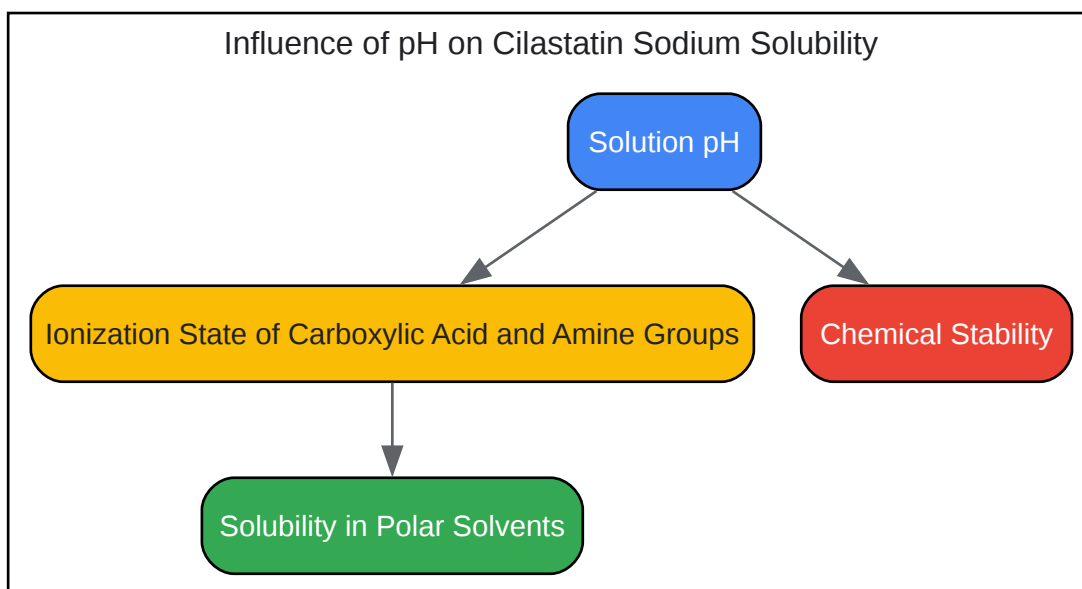 Influence of pH on Cilastatin Sodium Solubility
Solution pH
Ionization State of Carboxylic Acid and Amine Groups
Chemical Stability
Solubility in Polar Solvents